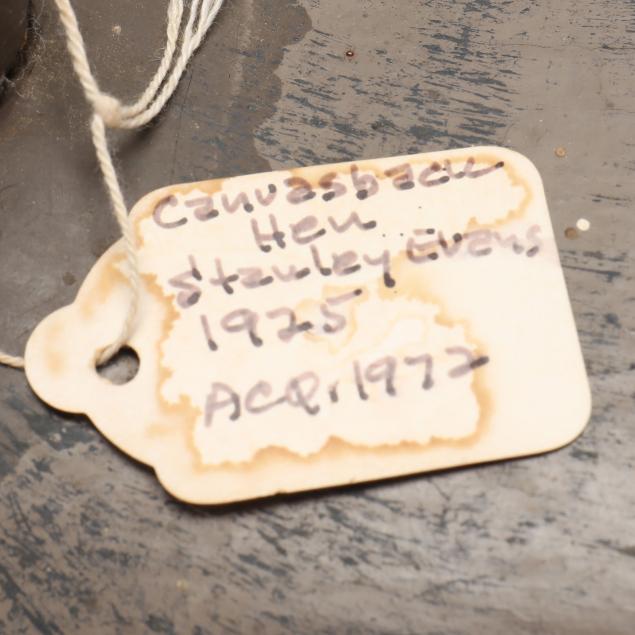 Canvasback
Hen
Stanley Evans
1925
ACQ. 1972